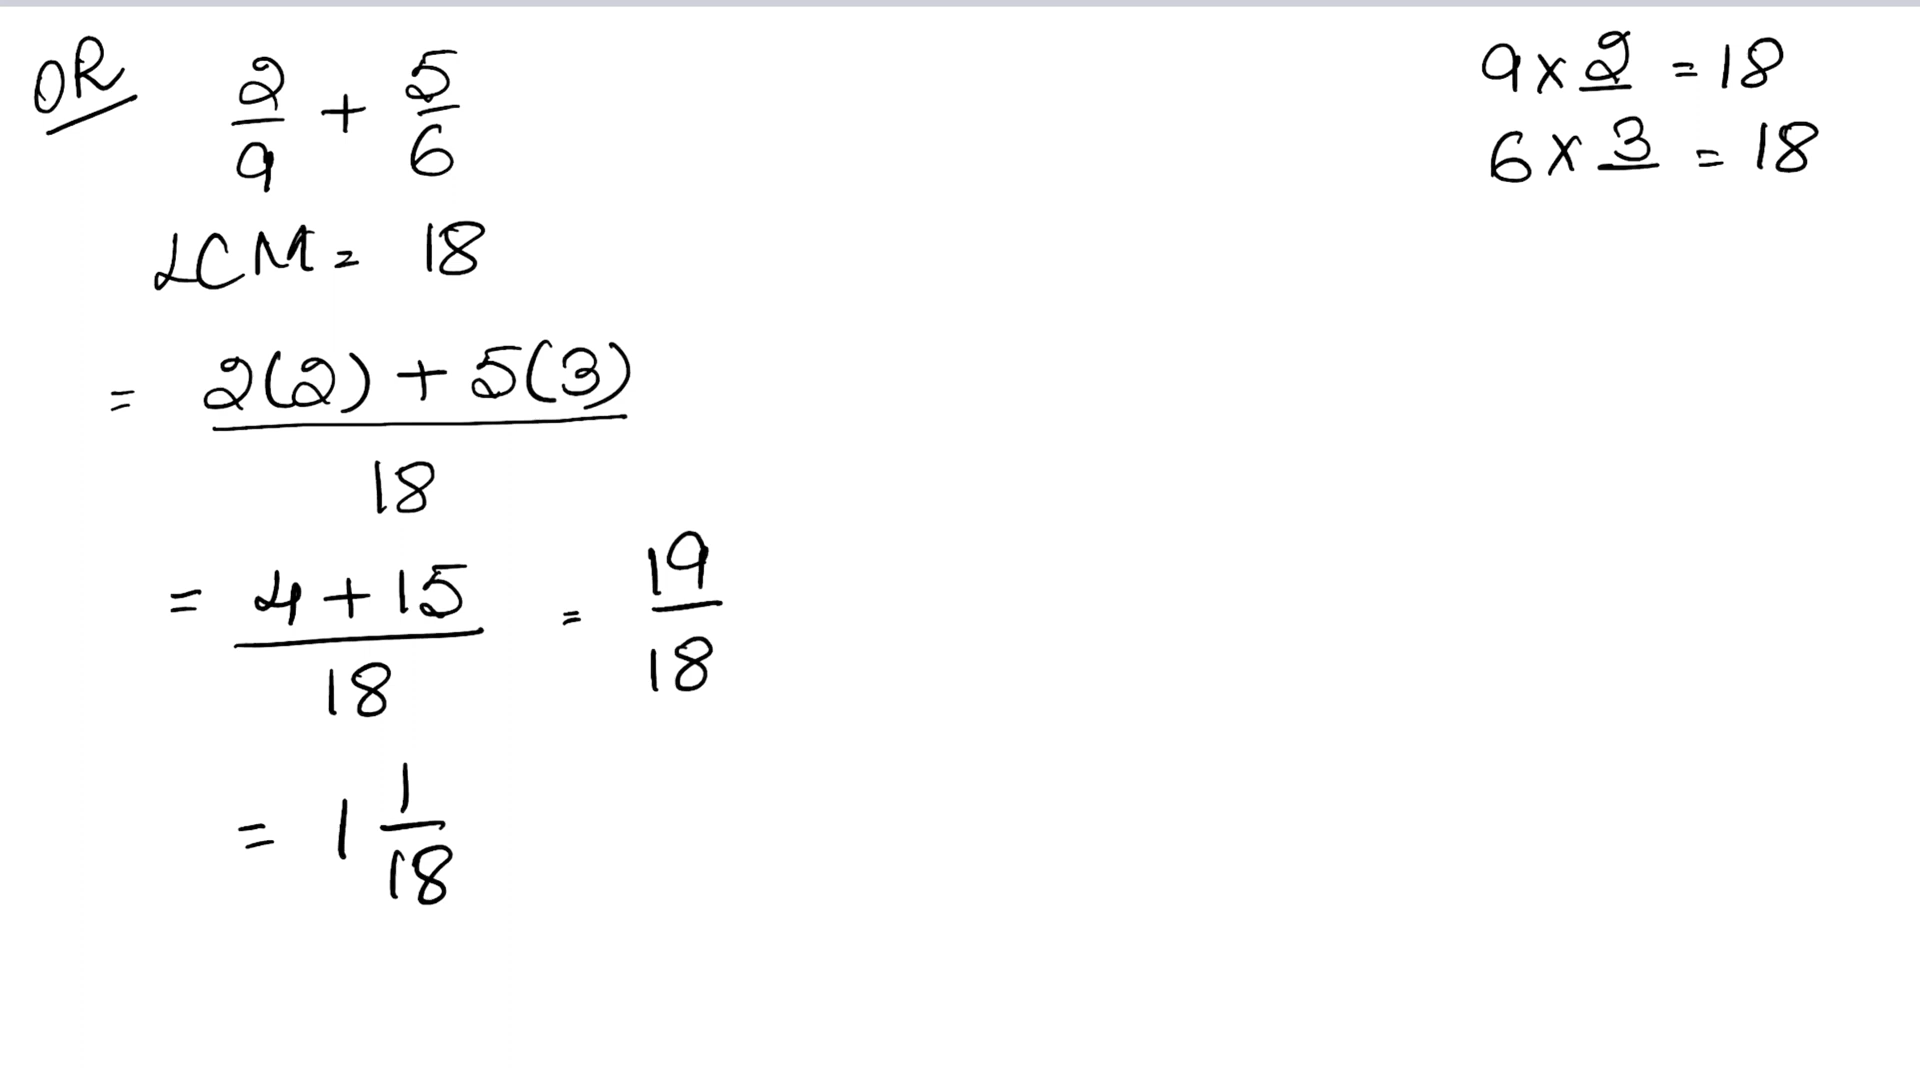 OR 2/9 + 5/6
LCM = 18
= 2(2) + 5(3) / 18
= 4 + 15 / 18 = 19/18
= 1 1/18
9 x 2 = 18
6 x 3 = 18